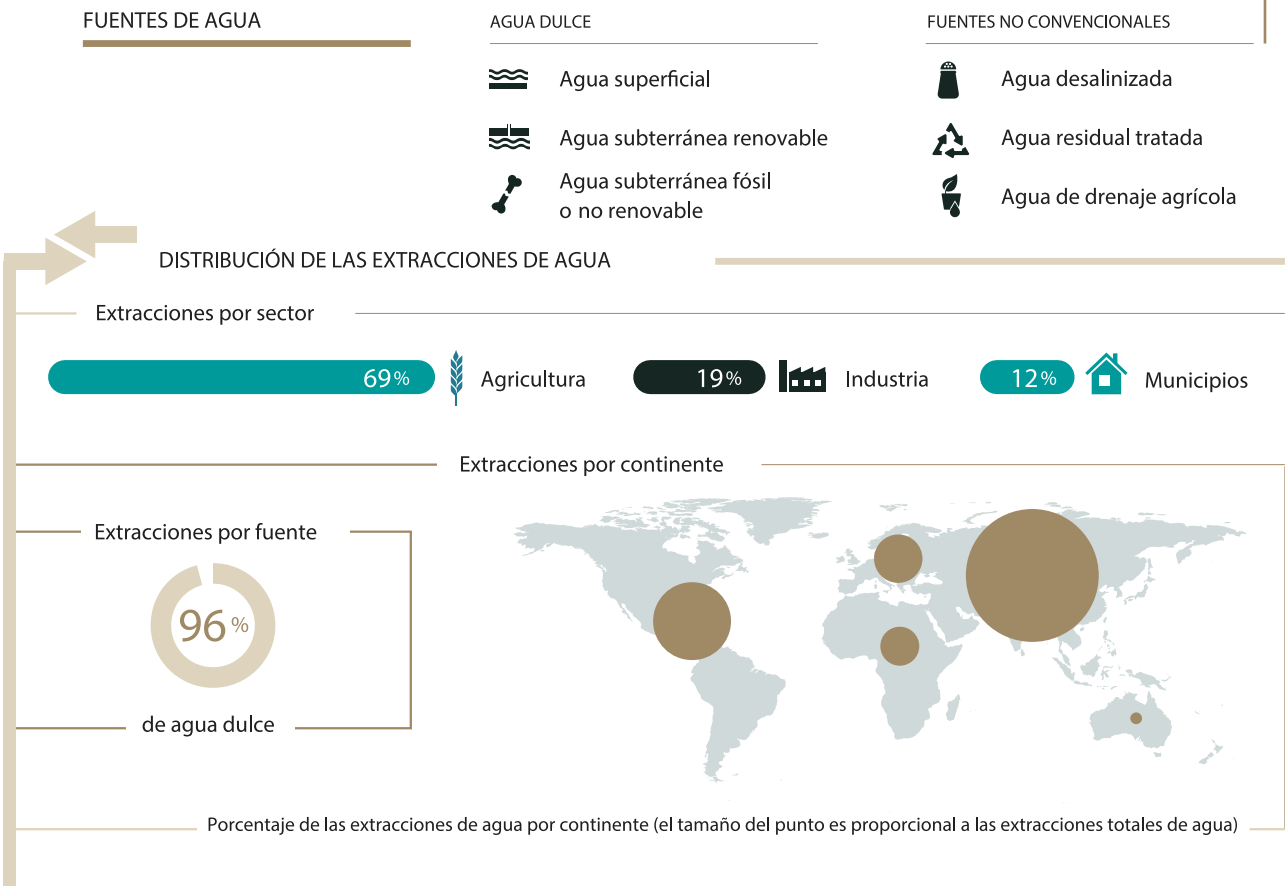 FUENTES DE AGUA
AGUA DULCE
Agua superficial
Agua subterránea renovable
Agua subterránea fósil
o no renovable
FUENTES NO CONVENCIONALES
Agua desalinizada
Agua residual tratada
Agua de drenaje agrícola
DISTRIBUCIÓN DE LAS EXTRACCIONES DE AGUA
Extracciones por sector
69%
Agricultura
19%
Industria
12%
Municipios
Extracciones por continente
Extracciones por fuente
96%
de agua dulce
Porcentaje de las extracciones de agua por continente (el tamaño del punto es proporcional a las extracciones totales de agua)